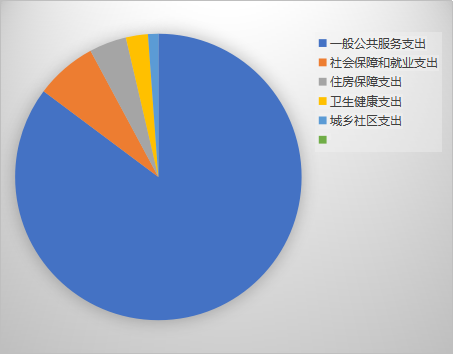 一般公共服务支出
社会保障和就业支出
住房保障支出
卫生健康支出
城乡社区支出